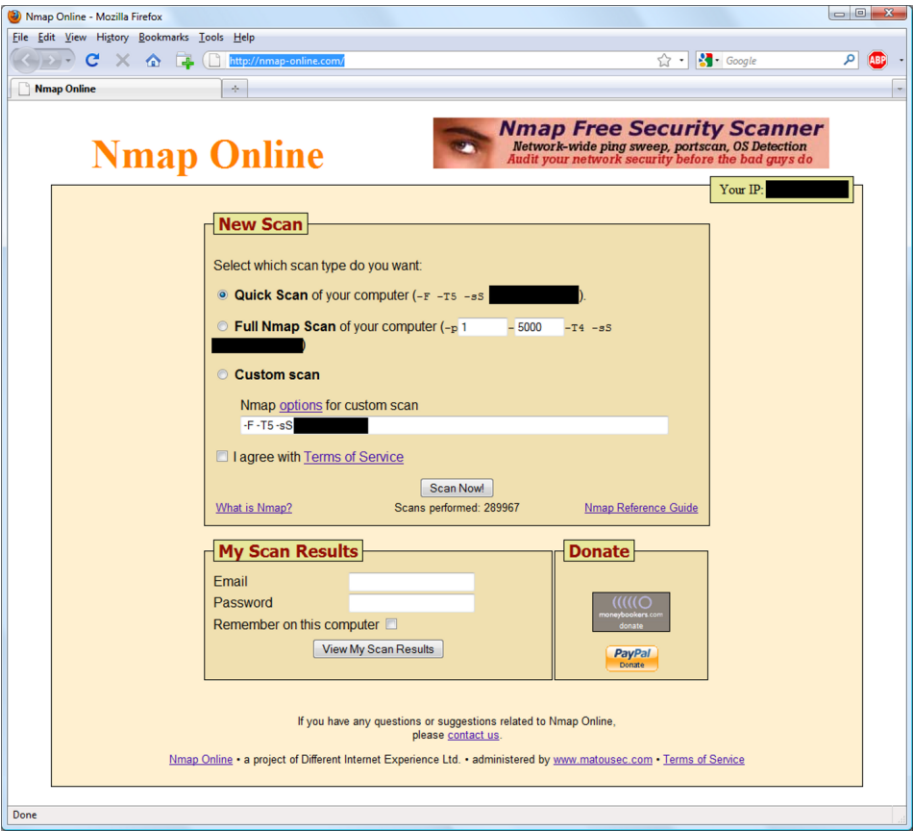 Nmap Online - Mozilla Firefox
File Edit View History Bookmarks Tools Help
http://nmap-online.com/
Google
ABP
Nmap Online
Nmap Online
Nmap Free Security Scanner
Network-wide ping sweep, portscan, OS Detection
Audit your network security before the bad guys do
Your IP:
New Scan
Select which scan type do you want:
Quick Scan of your computer (-F -T5 -sS ).
Full Nmap Scan of your computer (-p 1 - 5000 -T4 -sS
)
Custom scan
Nmap options for custom scan
-F -T5 -sS
I agree with Terms of Service
Scan Now!
What is Nmap? Scans performed: 289967 Nmap Reference Guide
My Scan Results
Email
Password
Remember on this computer
View My Scan Results
Donate
moneybookers.com
donate
PayPal
Donate
If you have any questions or suggestions related to Nmap Online,
please contact us.
Nmap Online • a project of Different Internet Experience Ltd. • administered by www.matousec.com • Terms of Service
Done